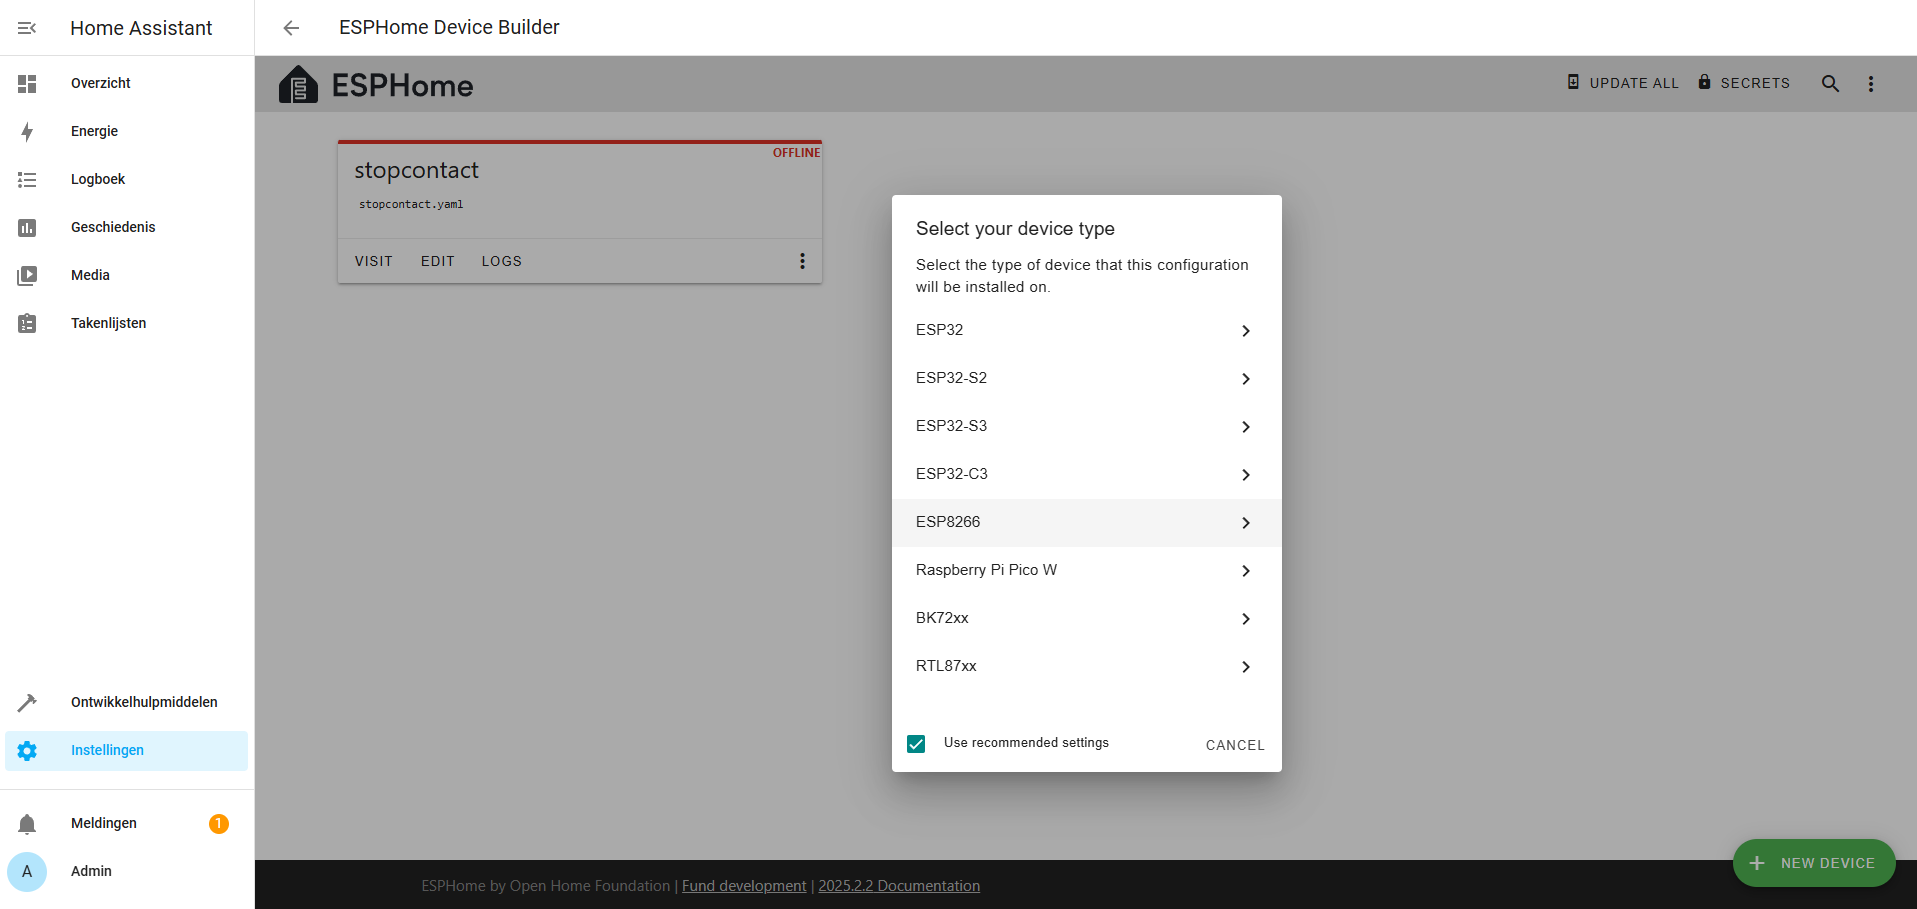 Home Assistant
Overzicht
Energie
Logboek
Geschiedenis
Media
Takenlijsten
Ontwikkelhulpmiddelen
Instellingen
Meldingen
1
A
Admin
ESPHome Device Builder
ESPHome
UPDATE ALL
SECRETS
OFFLINE
stopcontact
stopcontact.yaml
VISIT
EDIT
LOGS
Select your device type
Select the type of device that this configuration
will be installed on.
ESP32
ESP32-S2
ESP32-S3
ESP32-C3
ESP8266
Raspberry Pi Pico W
BK72xx
RTL87xx
Use recommended settings
CANCEL
NEW DEVICE
ESPHome by Open Home Foundation | Fund development | 2025.2.2 Documentation